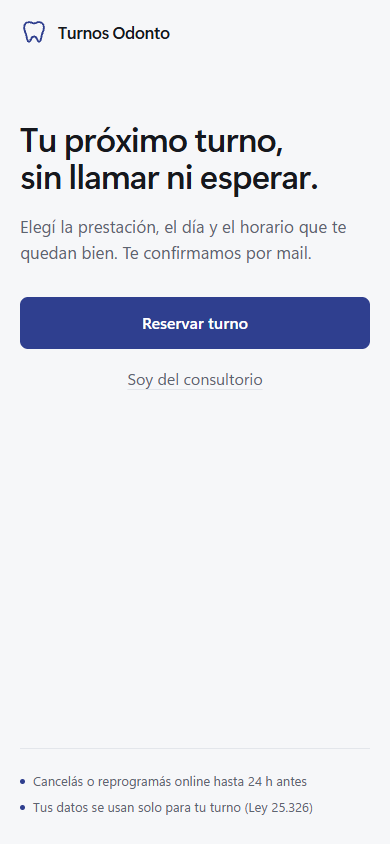 Turnos Odonto
Tu próximo turno,
sin llamar ni esperar.
Elegí la prestación, el día y el horario que te
quedan bien. Te confirmamos por mail.
Reservar turno
Soy del consultorio
Cancelás o reprogramás online hasta 24 h antes
Tus datos se usan solo para tu turno (Ley 25.326)